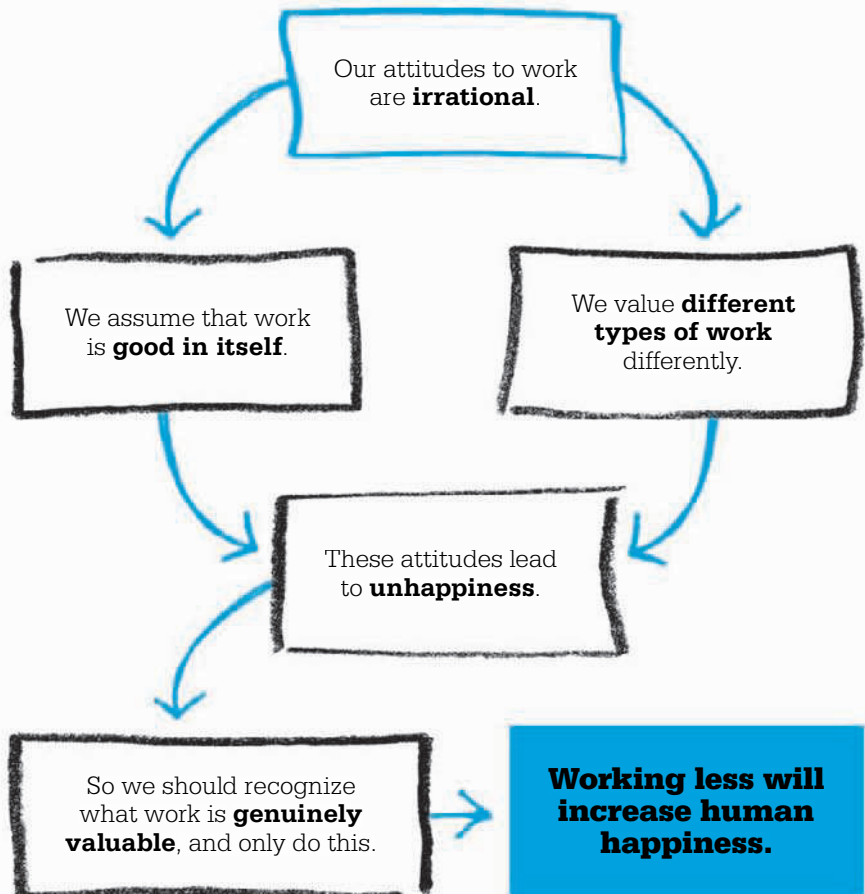 Our attitudes to work
are irrational.
We assume that work
is good in itself.
We value different
types of work
differently.
These attitudes lead
to unhappiness.
So we should recognize
what work is genuinely
valuable, and only do this.
Working less will
increase human
happiness.